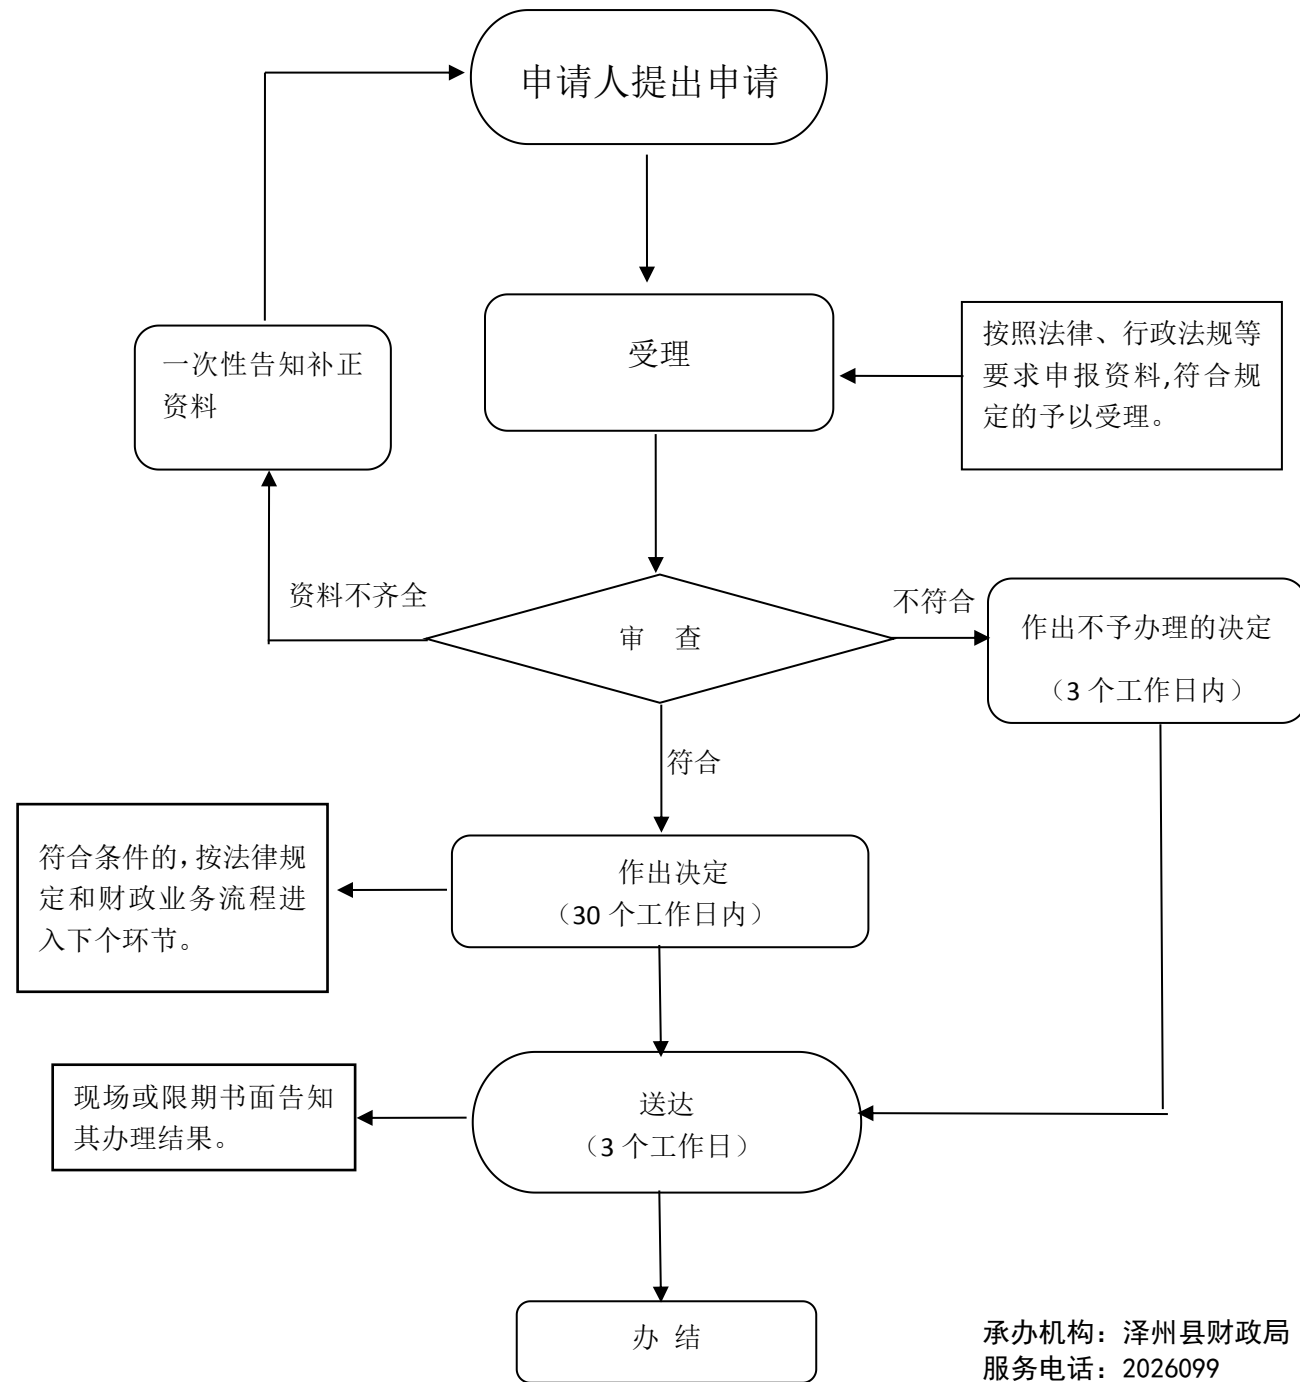 申请人提出申请
受理
按照法律、行政法规等
要求申报资料,符合规
定的予以受理。
一次性告知补正
资料
资料不齐全
审 查
不符合
作出不予办理的决定
（3 个工作日内）
符合
符合条件的，按法律规
定和财政业务流程进
入下个环节。
作出决定
（30 个工作日内）
现场或限期书面告知
其办理结果。
送达
（3 个工作日）
办 结
承办机构：泽州县财政局
服务电话：2026099